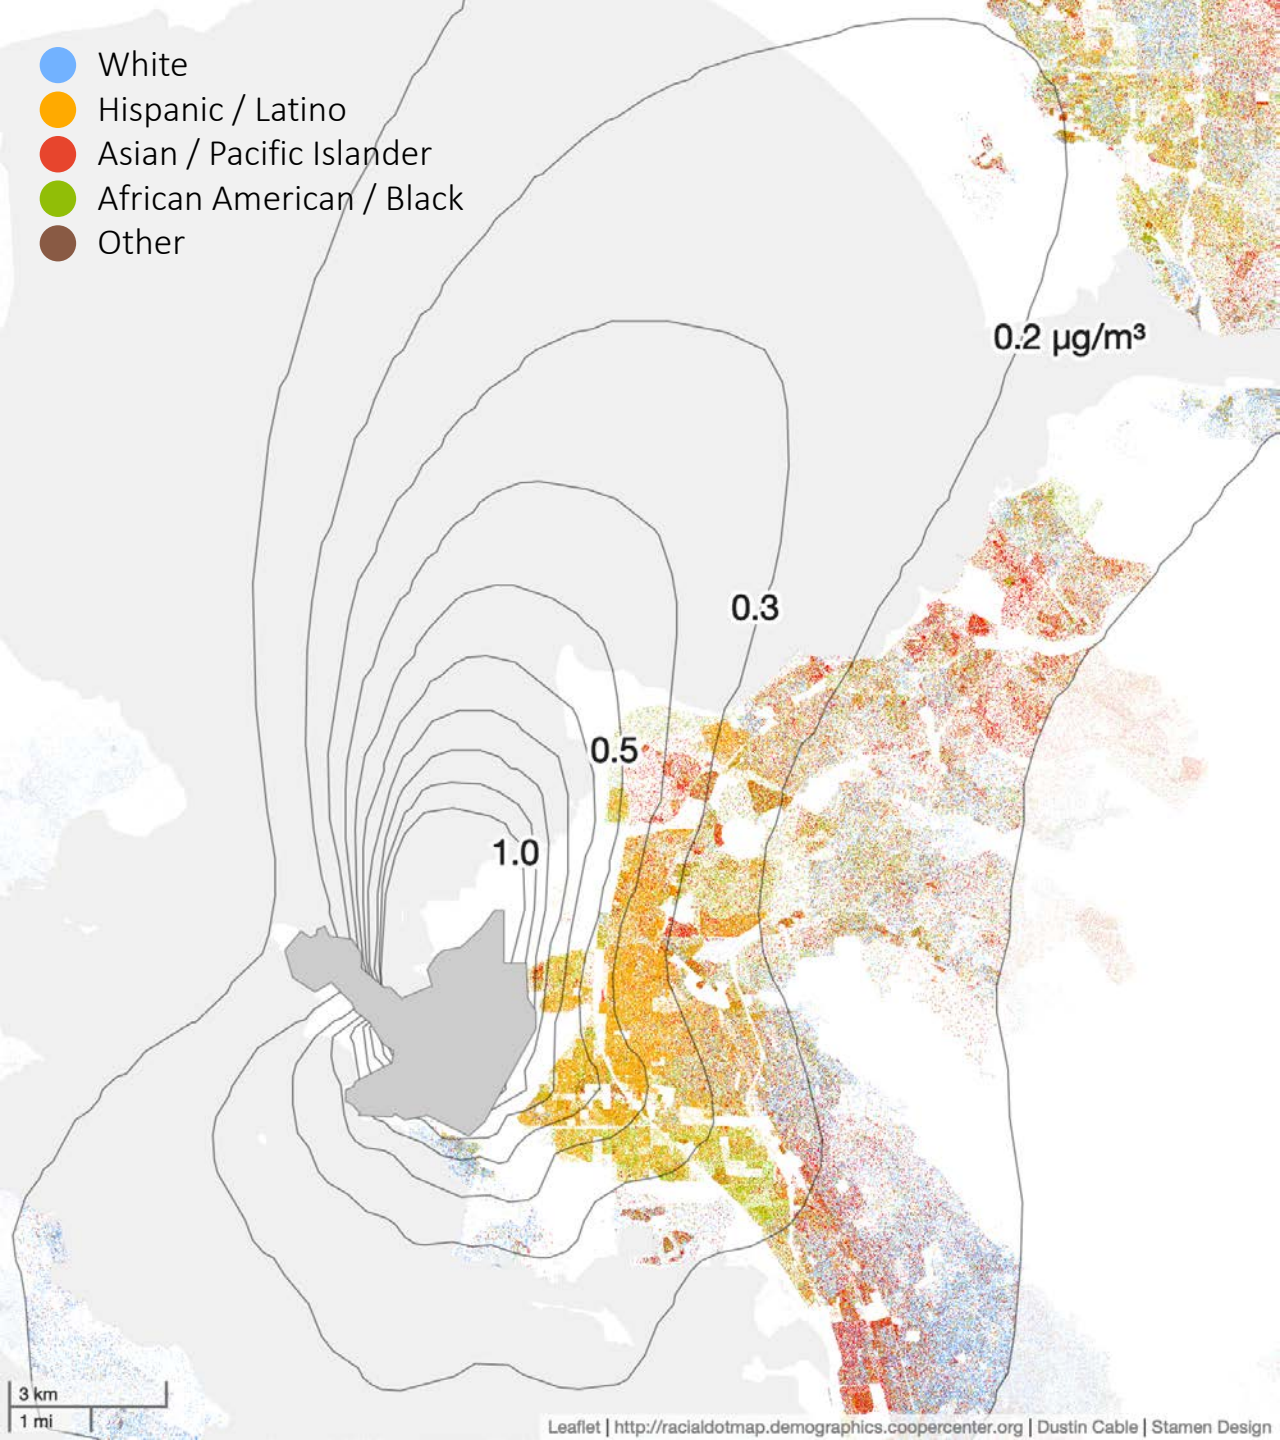 White
Hispanic / Latino
Asian / Pacific Islander
African American / Black
Other
0.2 µg/m³
0.3
0.5
1.0
3 km
1 mi
Leaflet | http://racialdotmap.demographics.coopercenter.org | Dustin Cable | Stamen Design